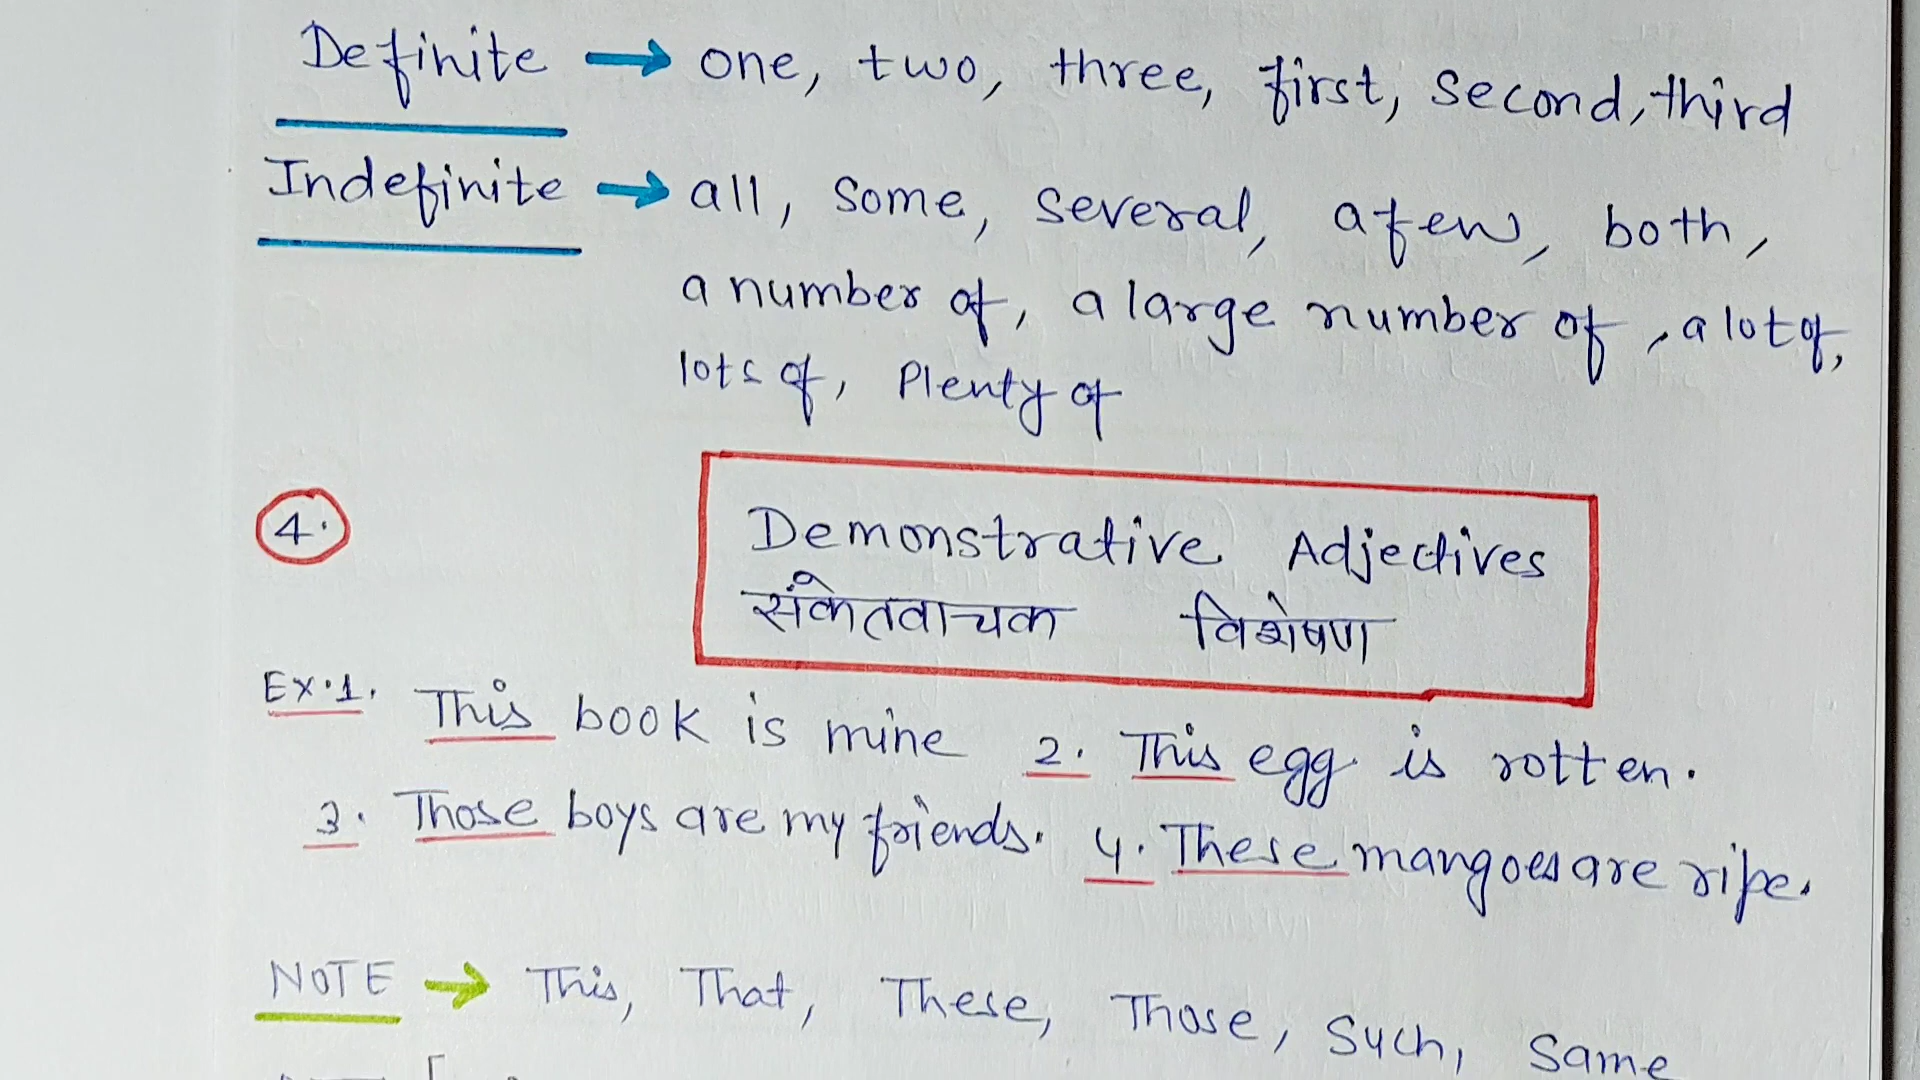 Definite → one, two, three, first, second, third
Indefinite → all, some, several, a few, both,
a number of, a large number of, a lot of,
lots of, Plenty of
4.
Demonstrative Adjectives
संकेतवाचक विशेषण
Ex.1. This book is mine 2. This egg is rotten.
3. Those boys are my friends. 4. These mangoes are ripe.
NOTE → This, That, These, Those, Such, Same